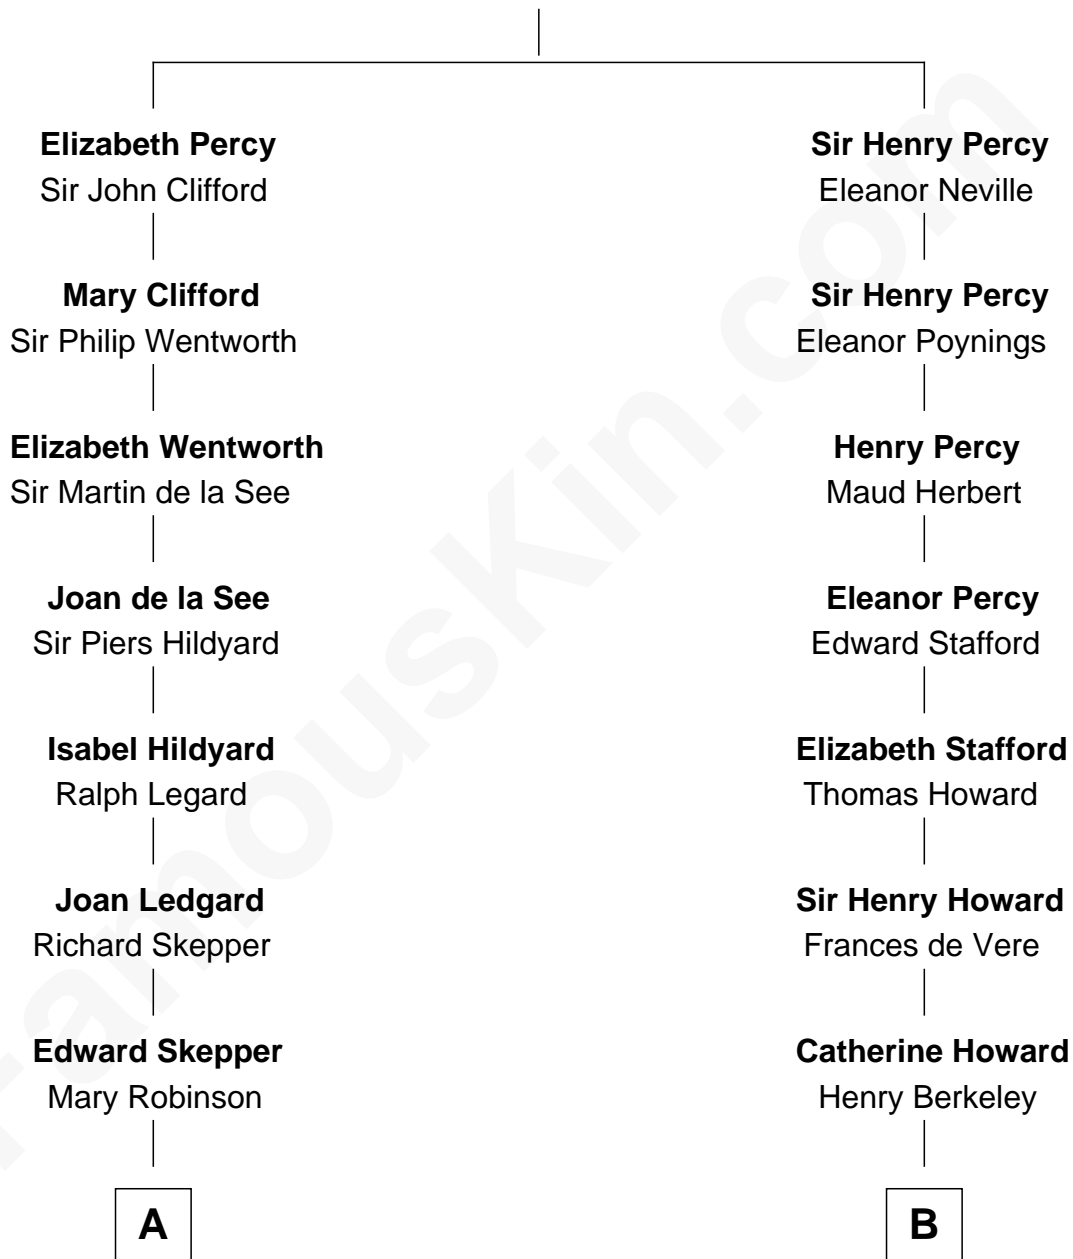 Elizabeth Percy
Sir John Clifford
Mary Clifford
Sir Philip Wentworth
Elizabeth Wentworth
Sir Martin de la See
Joan de la See
Sir Piers Hildyard
Isabel Hildyard
Ralph Legard
Joan Ledgard
Richard Skepper
Edward Skepper
Mary Robinson
A
Sir Henry Percy
Eleanor Neville
Sir Henry Percy
Eleanor Poynings
Henry Percy
Maud Herbert
Eleanor Percy
Edward Stafford
Elizabeth Stafford
Thomas Howard
Sir Henry Howard
Frances de Vere
Catherine Howard
Henry Berkeley
B
FamousKin.com